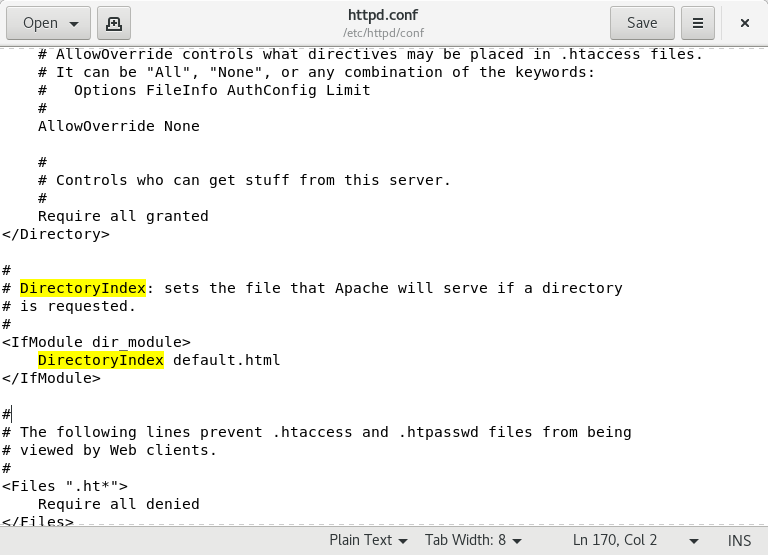 Open
httpd.conf
/etc/httpd/conf
Save
    # AllowOverride controls what directives may be placed in .htaccess files.
    # It can be "All", "None", or any combination of the keywords:
    #   Options FileInfo AuthConfig Limit
    #
    AllowOverride None

    #
    # Controls who can get stuff from this server.
    #
    Require all granted
</Directory>

#
# DirectoryIndex: sets the file that Apache will serve if a directory
# is requested.
#
<IfModule dir_module>
    DirectoryIndex default.html
</IfModule>

#
# The following lines prevent .htaccess and .htpasswd files from being
# viewed by Web clients.
#
<Files ".ht*">
    Require all denied
</Files>
Plain Text
Tab Width: 8
Ln 170, Col 2
INS